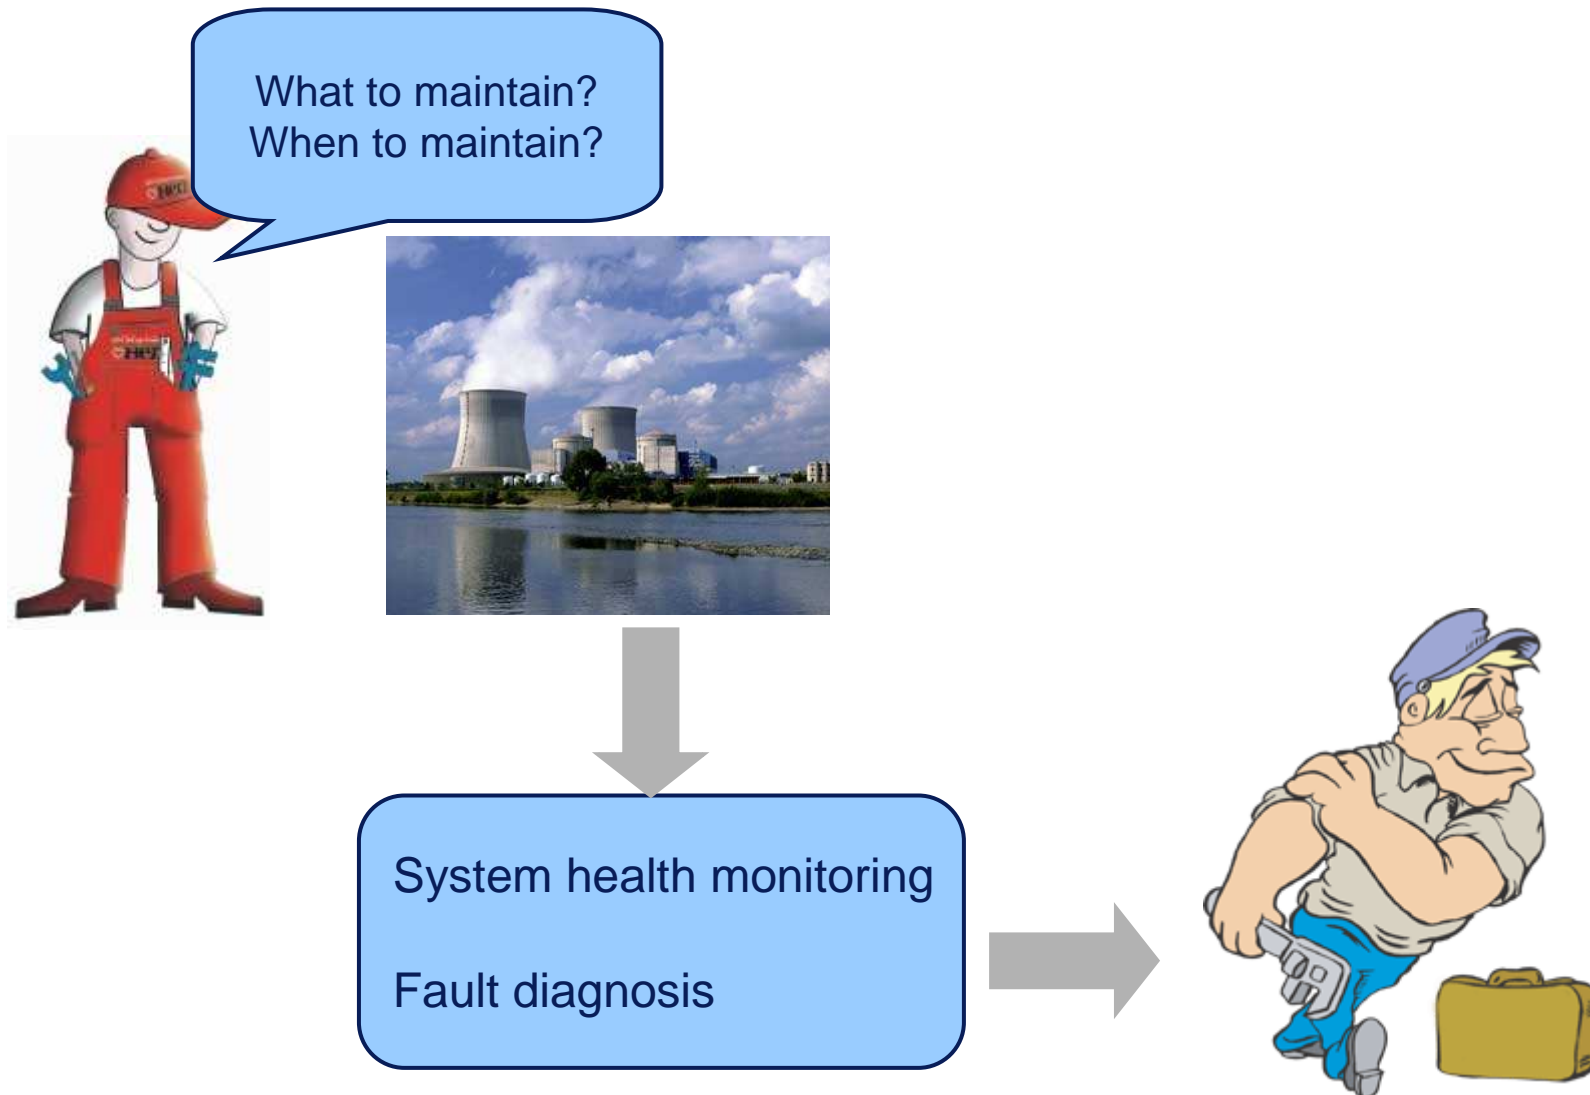 What to maintain?
When to maintain?
System health monitoring
Fault diagnosis